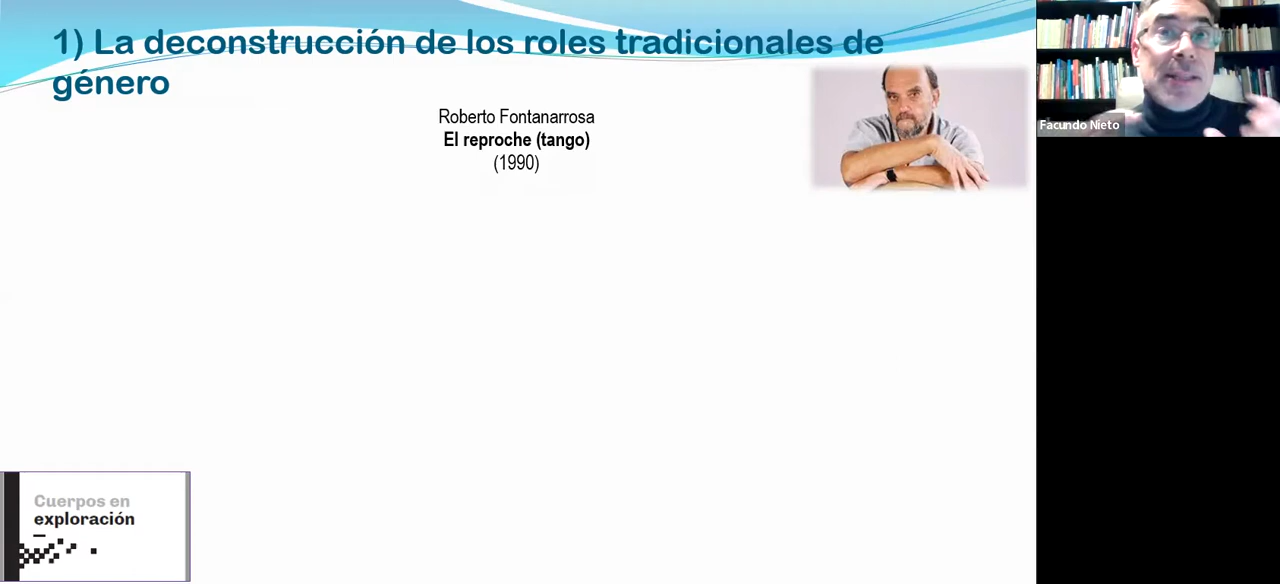 1) La deconstrucción de los roles tradicionales de
género
Roberto Fontanarrosa
El reproche (tango)
(1990)
Facundo Nieto
Cuerpos en
exploración